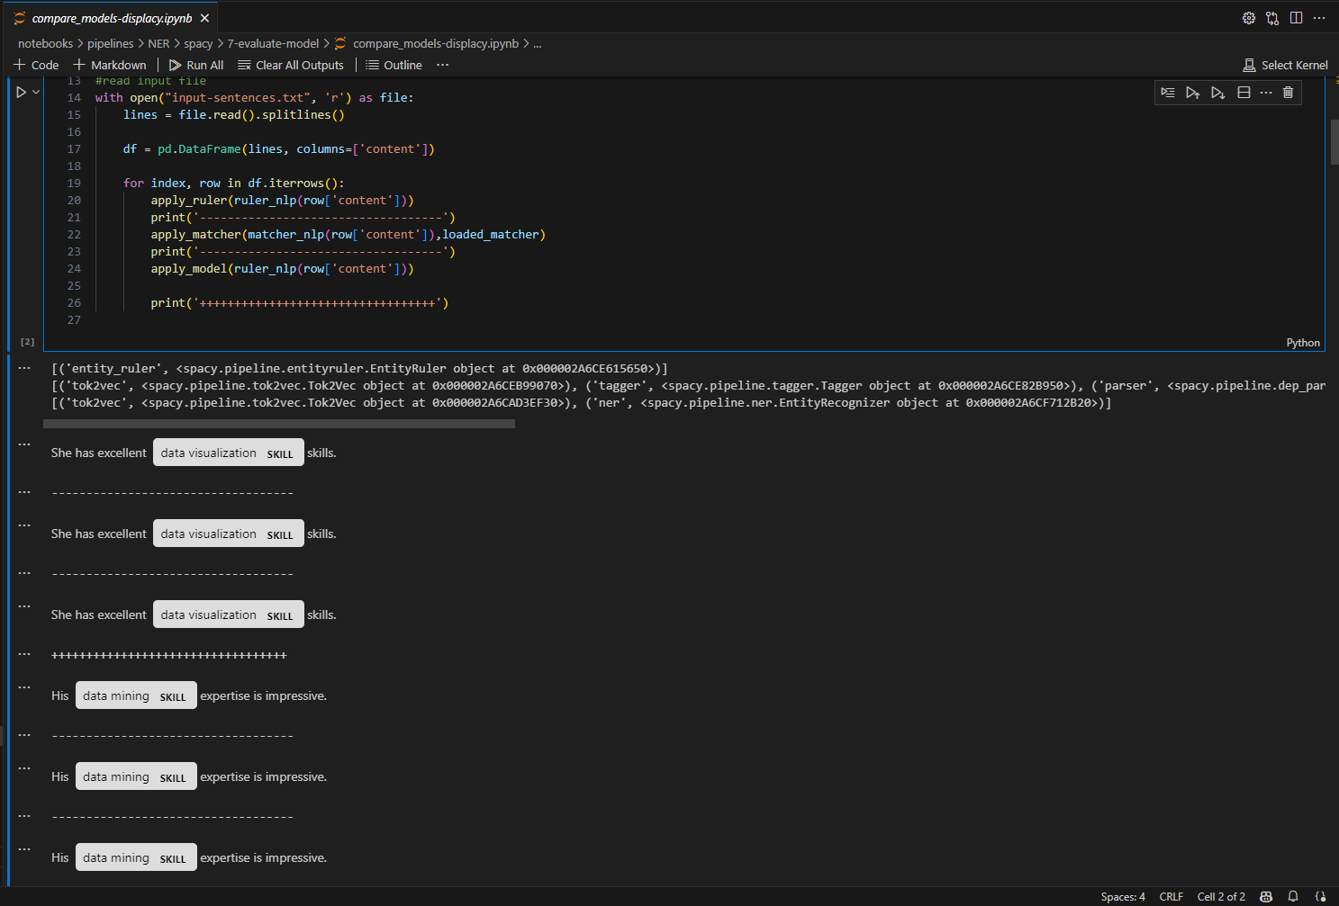 compare_models-displacy.ipynb
notebooks > pipelines > NER > spacy > 7-evaluate-model > compare_models-displacy.ipynb > ...
+ Code + Markdown | Run All Clear All Outputs | Outline ... Select Kernel
13 #read input file
14 with open("input-sentences.txt", 'r') as file:
15 lines = file.read().splitlines()
16
17 df = pd.DataFrame(lines, columns=['content'])
18
19 for index, row in df.iterrows():
20 apply_ruler(ruler_nlp(row['content']))
21 print('-----------------------------------')
22 apply_matcher(matcher_nlp(row['content']),loaded_matcher)
23 print('-----------------------------------')
24 apply_model(ruler_nlp(row['content']))
25
26 print('++++++++++++++++++++++++++++++++++')
27
[2] Python
[('entity_ruler', <spacy.pipeline.entityruler.EntityRuler object at 0x000002A6CE615650>)]
[('tok2vec', <spacy.pipeline.tok2vec.Tok2Vec object at 0x000002A6CEB99070>), ('tagger', <spacy.pipeline.tagger.Tagger object at 0x000002A6CE82B950>), ('parser', <spacy.pipeline.dep_par
[('tok2vec', <spacy.pipeline.tok2vec.Tok2Vec object at 0x000002A6CAD3EF30>), ('ner', <spacy.pipeline.ner.EntityRecognizer object at 0x000002A6CF712B20>)]
She has excellent data visualization SKILL skills.
-----------------------------------
She has excellent data visualization SKILL skills.
-----------------------------------
She has excellent data visualization SKILL skills.
++++++++++++++++++++++++++++++++++
His data mining SKILL expertise is impressive.
-----------------------------------
His data mining SKILL expertise is impressive.
-----------------------------------
His data mining SKILL expertise is impressive.
Spaces: 4 CRLF Cell 2 of 2